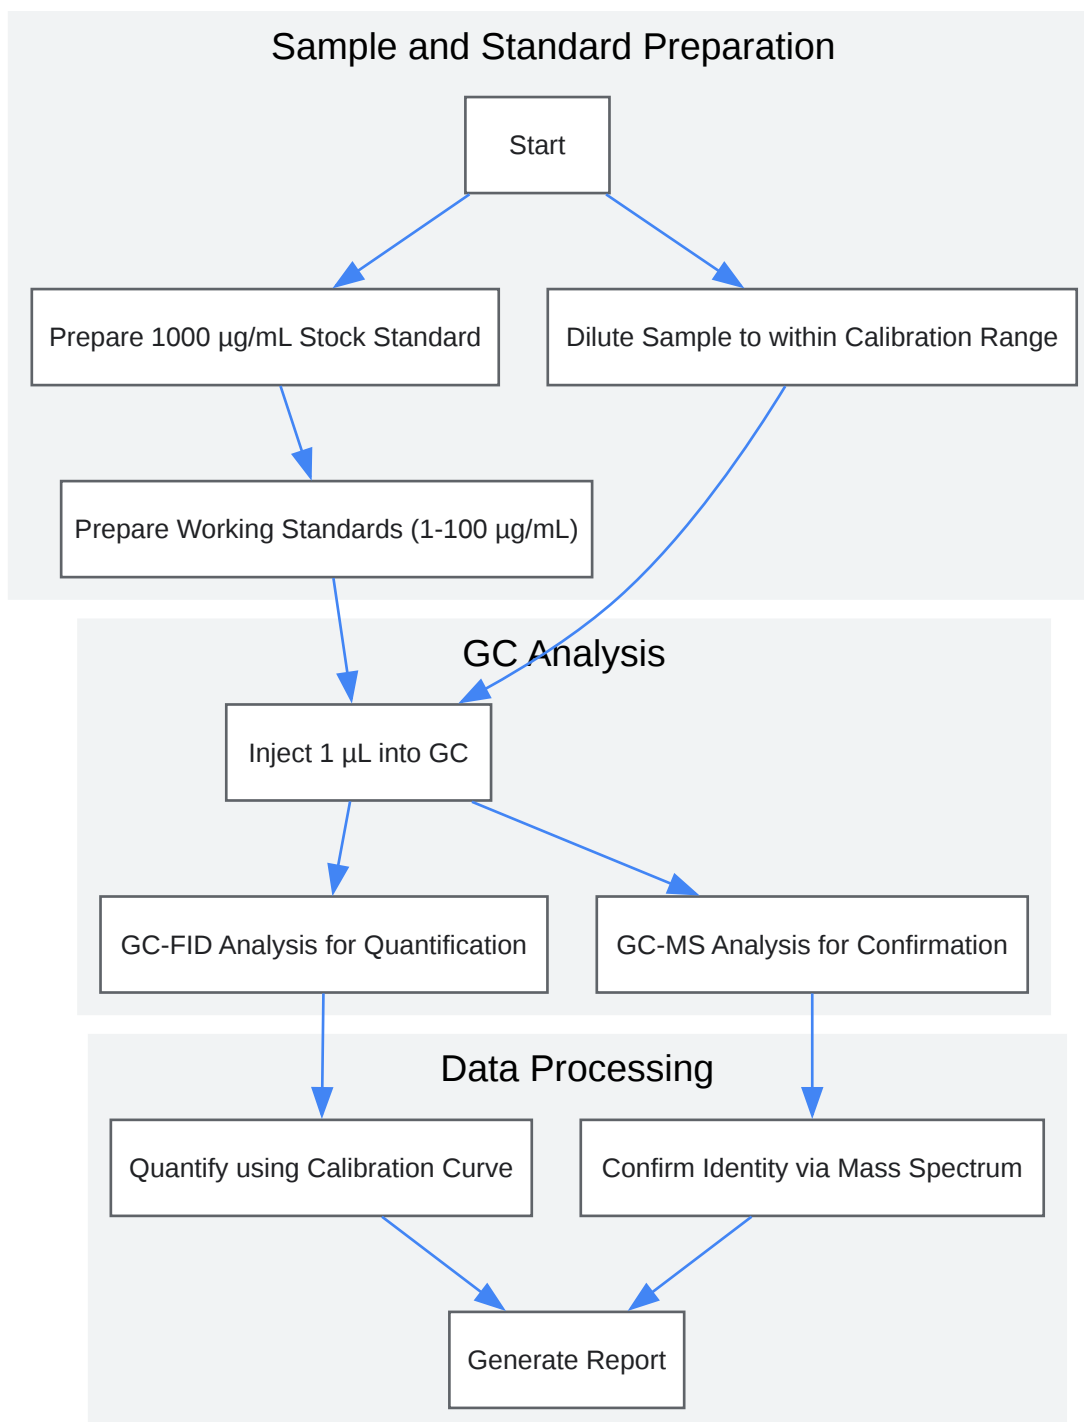 Sample and Standard Preparation
Start
Prepare 1000 µg/mL Stock Standard
Dilute Sample to within Calibration Range
Prepare Working Standards (1-100 µg/mL)
GC Analysis
Inject 1 µL into GC
GC-FID Analysis for Quantification
GC-MS Analysis for Confirmation
Data Processing
Quantify using Calibration Curve
Confirm Identity via Mass Spectrum
Generate Report